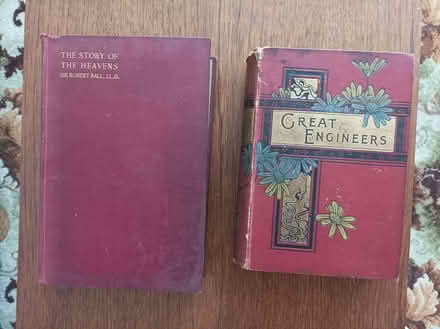 THE STORY OF
THE HEAVENS
SIR ROBERT BALL, LL.D.
GREAT
ENGINEERS